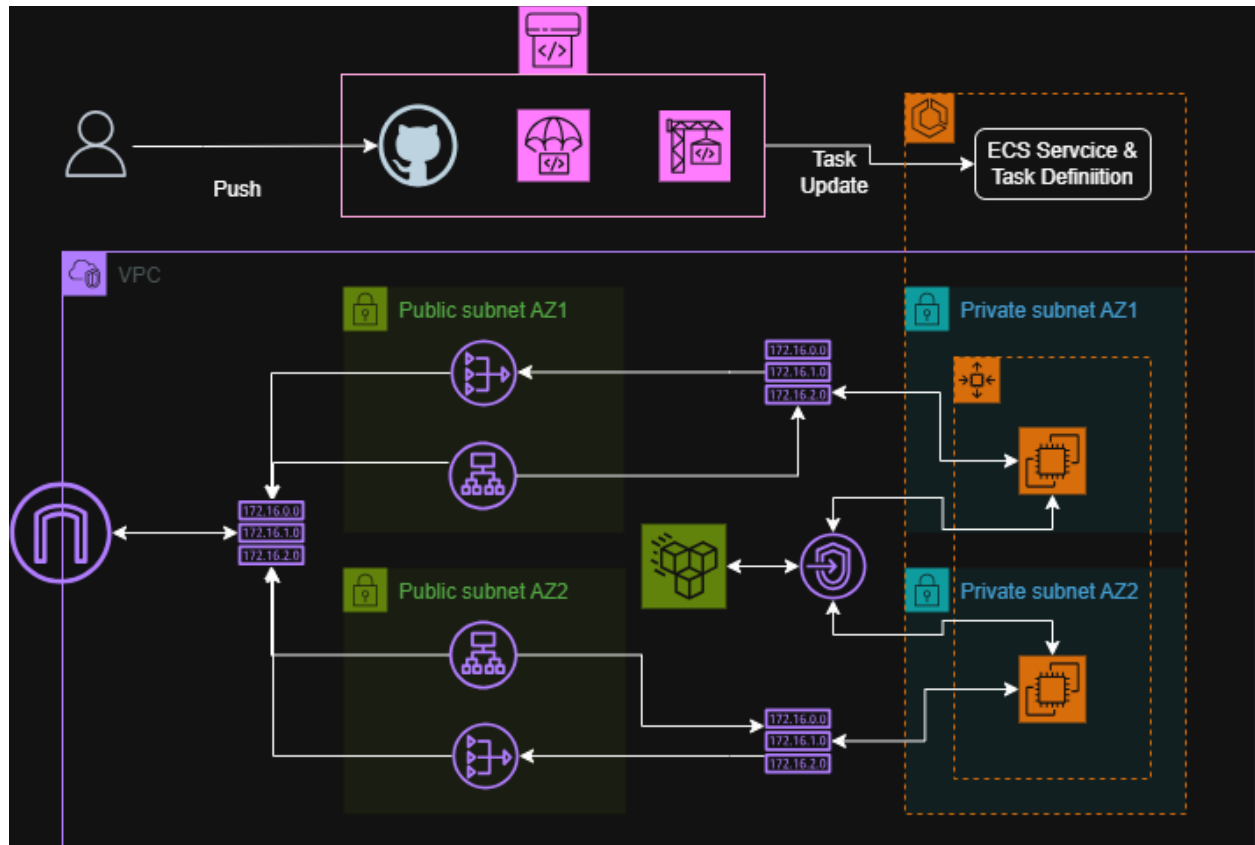 </>
</>
</>
Push
Task
Update
ECS Servcice &
Task Definiition
VPC
Public subnet AZ1
Private subnet AZ1
172.16.0.0
172.16.1.0
172.16.2.0
172.16.0.0
172.16.1.0
172.16.2.0
Public subnet AZ2
Private subnet AZ2
172.16.0.0
172.16.1.0
172.16.2.0